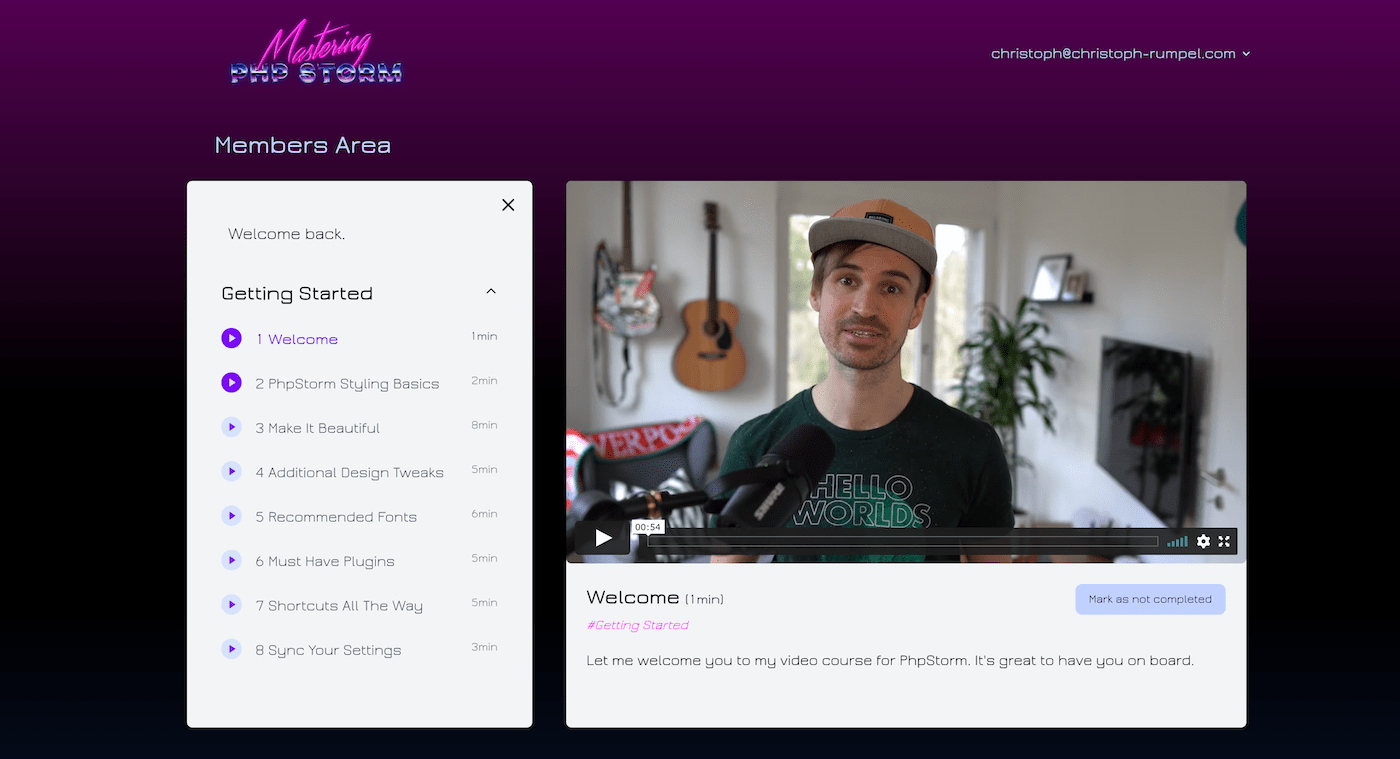 Mastering
PHP STORM
christoph@christoph-rumpel.com
Members Area
Welcome back.
Getting Started
1 Welcome 1min
2 PhpStorm Styling Basics 2min
3 Make It Beautiful 8min
4 Additional Design Tweaks 5min
5 Recommended Fonts 6min
6 Must Have Plugins 5min
7 Shortcuts All The Way 5min
8 Sync Your Settings 3min
VERPOO
SHURE
HELLO
WORLDS
00:54
Welcome (1min)
Mark as not completed
#Getting Started
Let me welcome you to my video course for PhpStorm. It's great to have you on board.